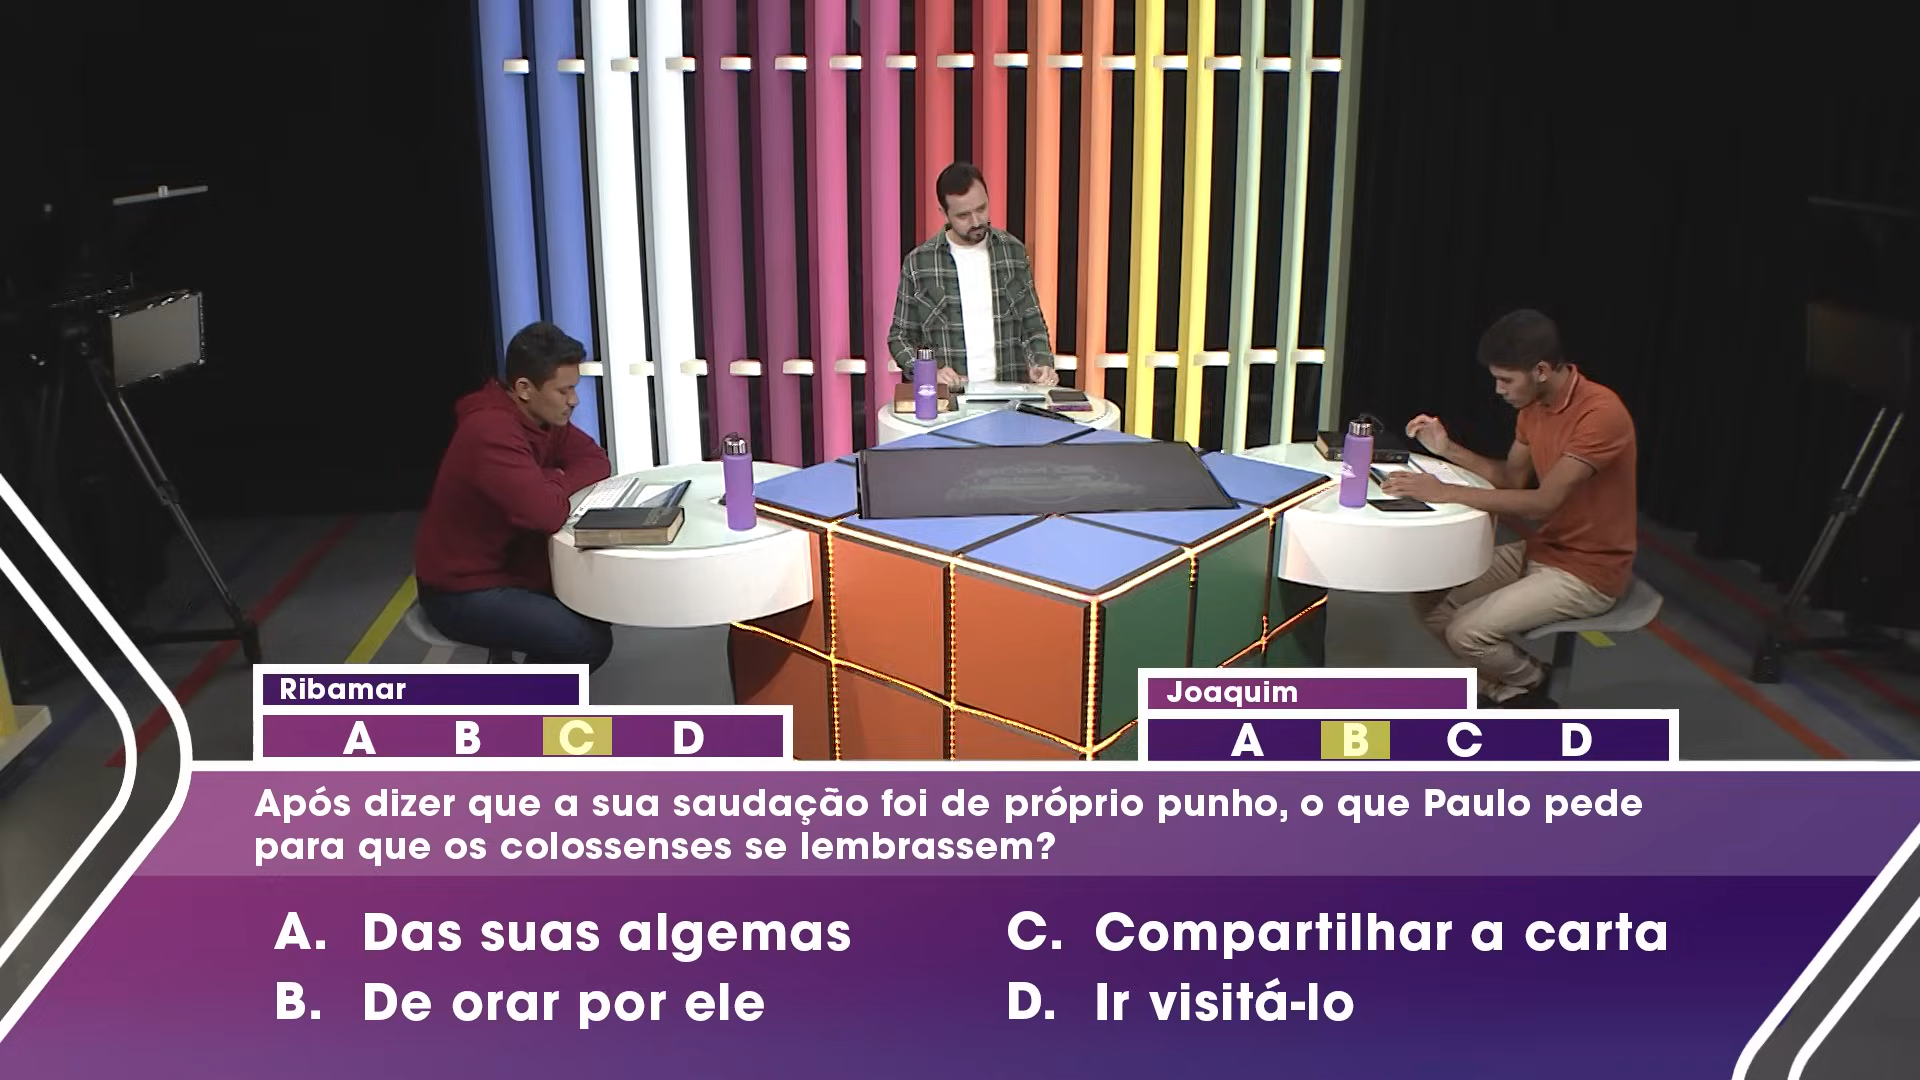 Ribamar
A B C D
Joaquim
A B C D
Após dizer que a sua saudação foi de próprio punho, o que Paulo pede
para que os colossenses se lembrassem?
A. Das suas algemas
B. De orar por ele
C. Compartilhar a carta
D. Ir visitá-lo